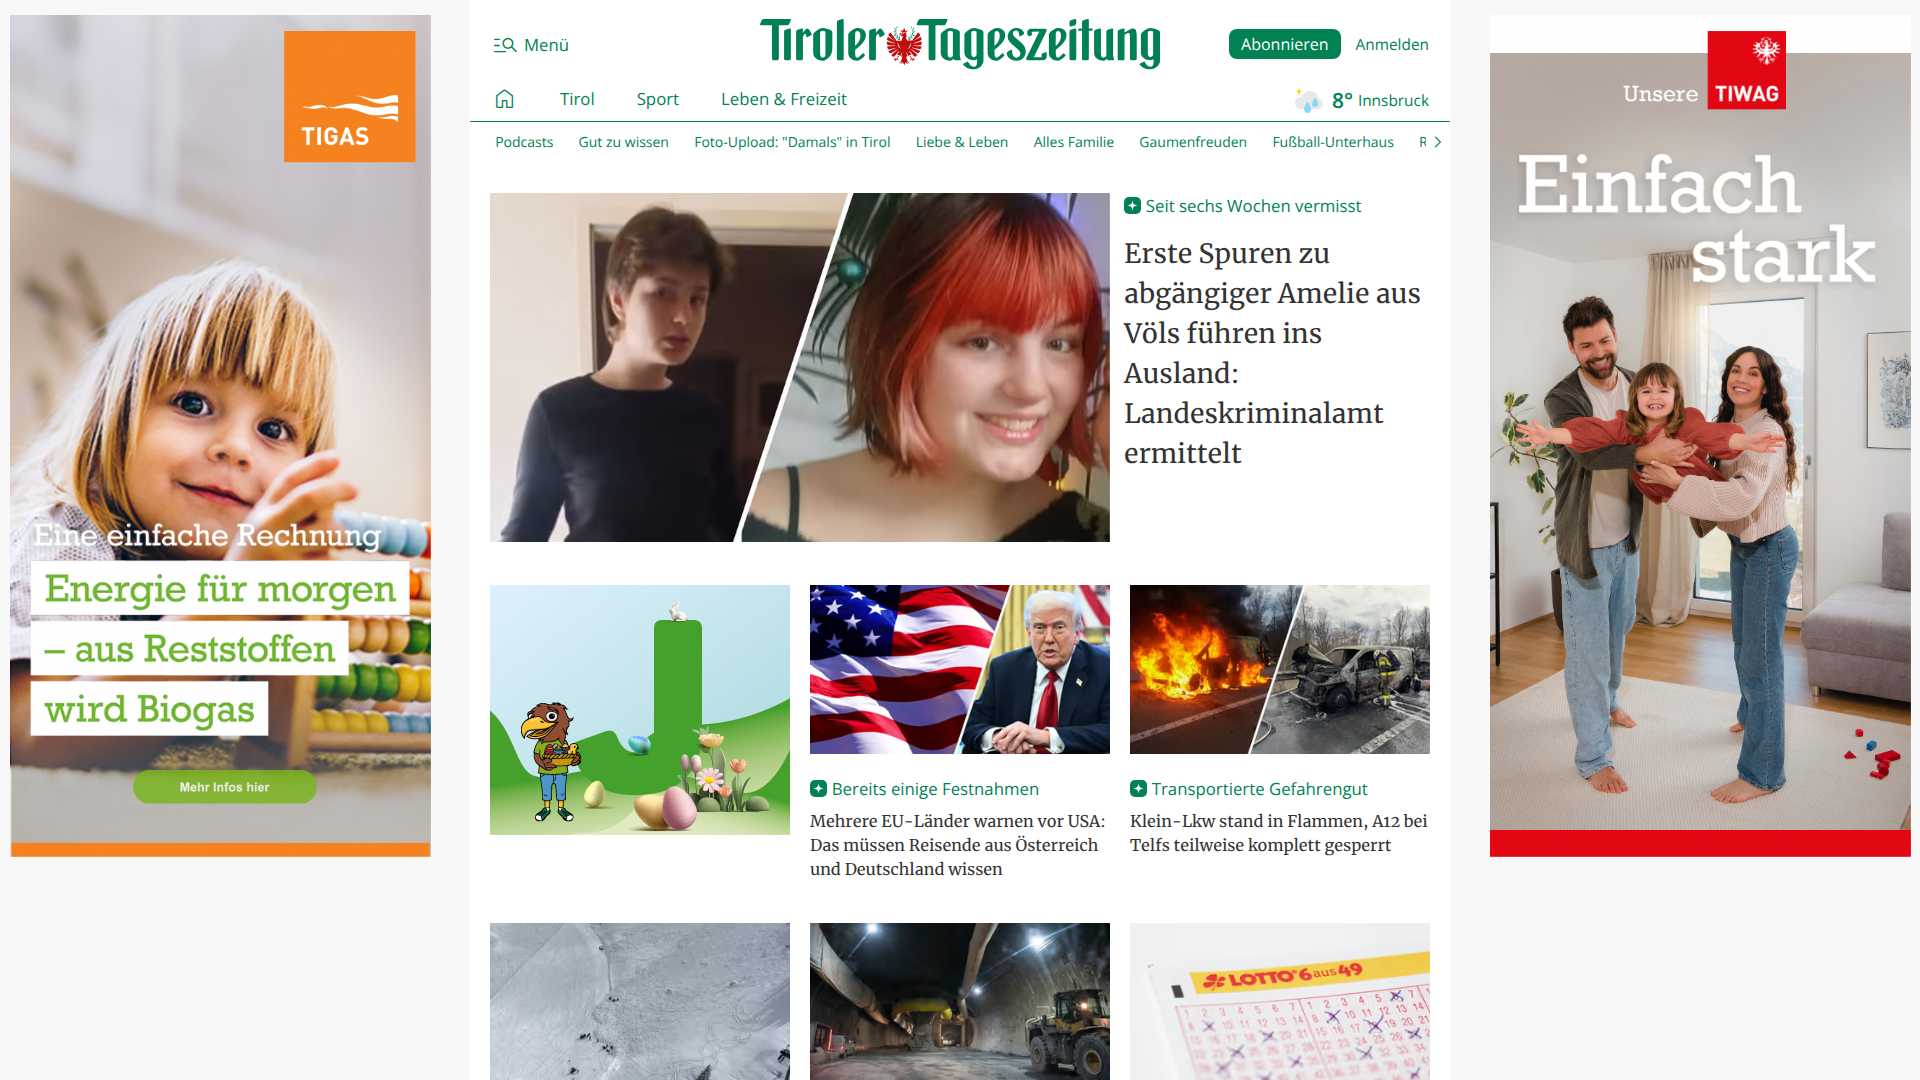 Menü
Tiroler Tageszeitung
Abonnieren
Anmelden
Tirol
Sport
Leben & Freizeit
8° Innsbruck
Podcasts
Gut zu wissen
Foto-Upload: "Damals" in Tirol
Liebe & Leben
Alles Familie
Gaumenfreuden
Fußball-Unterhaus
TIGAS
Eine einfache Rechnung
Energie für morgen
– aus Reststoffen
wird Biogas
Mehr Infos hier
Seit sechs Wochen vermisst
Erste Spuren zu
abgängiger Amelie aus
Völs führen ins
Ausland:
Landeskriminalamt
ermittelt
Bereits einige Festnahmen
Mehrere EU-Länder warnen vor USA:
Das müssen Reisende aus Österreich
und Deutschland wissen
Transportierte Gefahrengut
Klein-Lkw stand in Flammen, A12 bei
Telfs teilweise komplett gesperrt
LOTTO 6aus49
Unsere TIWAG
Einfach
stark